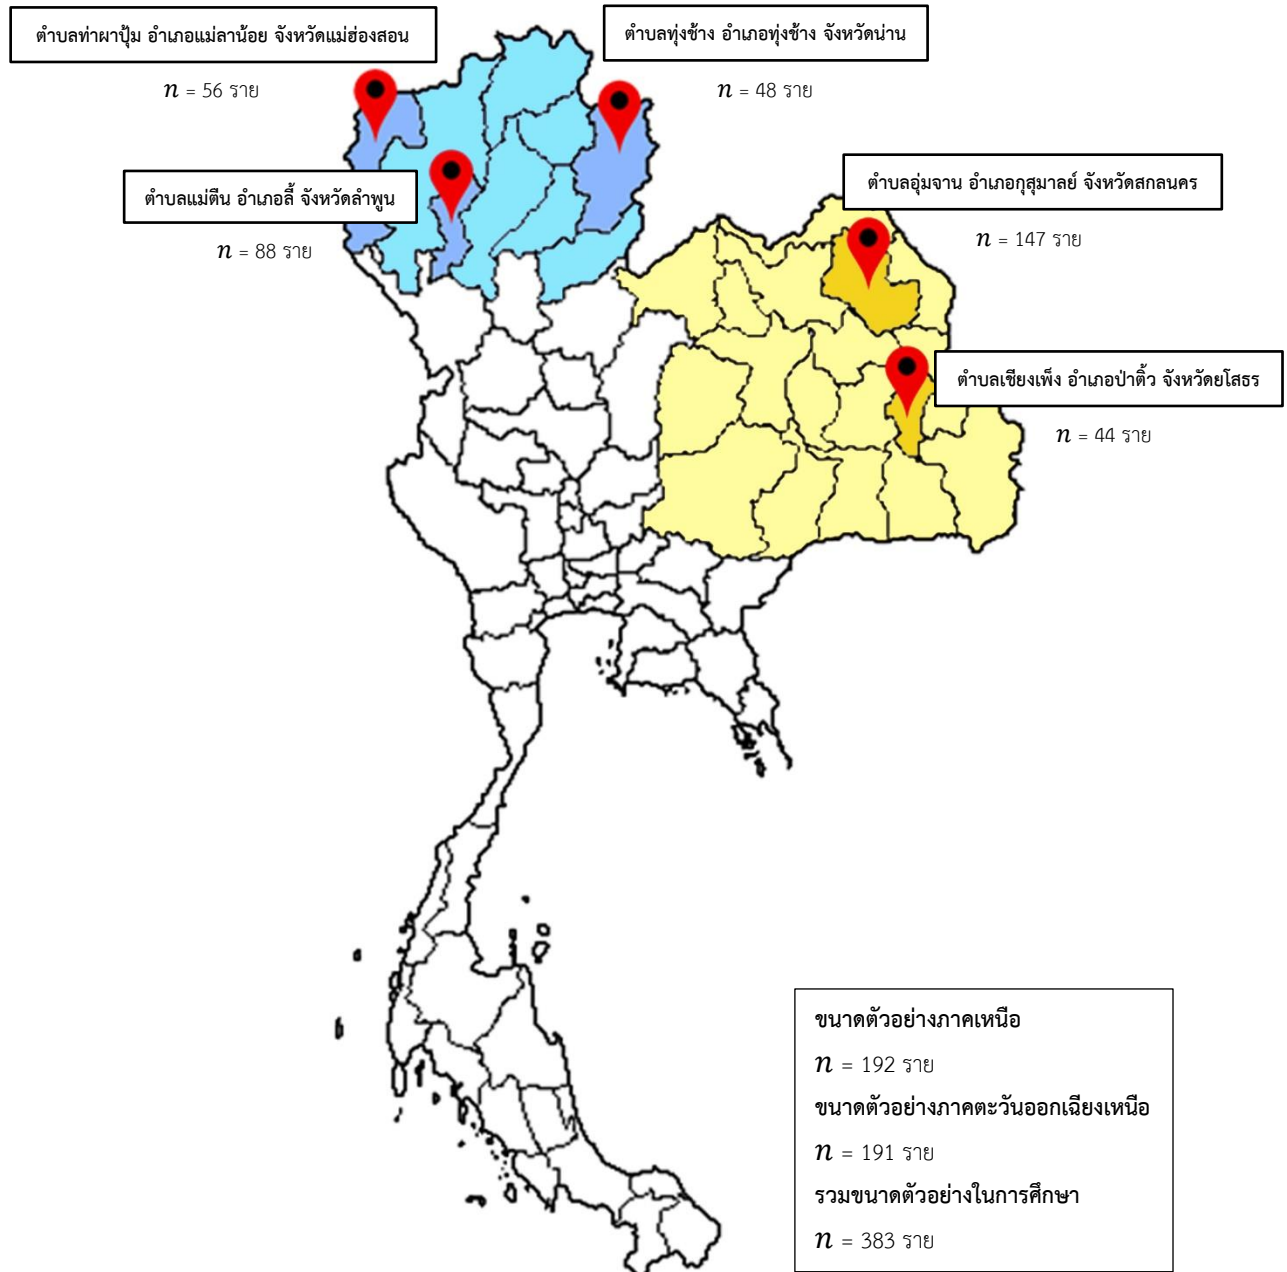 ตำบลท่าผาปุ้ม อำเภอแม่ลาน้อย จังหวัดแม่ฮ่องสอน
n = 56 ราย
ตำบลทุ่งช้าง อำเภอทุ่งช้าง จังหวัดน่าน
n = 48 ราย
ตำบลแม่ตืน อำเภอลี้ จังหวัดลำพูน
n = 88 ราย
ตำบลอุ่มจาน อำเภอกุสุมาลย์ จังหวัดสกลนคร
n = 147 ราย
ตำบลเชียงเพ็ง อำเภอป่าติ้ว จังหวัดยโสธร
n = 44 ราย
ขนาดตัวอย่างภาคเหนือ
n = 192 ราย
ขนาดตัวอย่างภาคตะวันออกเฉียงเหนือ
n = 191 ราย
รวมขนาดตัวอย่างในการศึกษา
n = 383 ราย